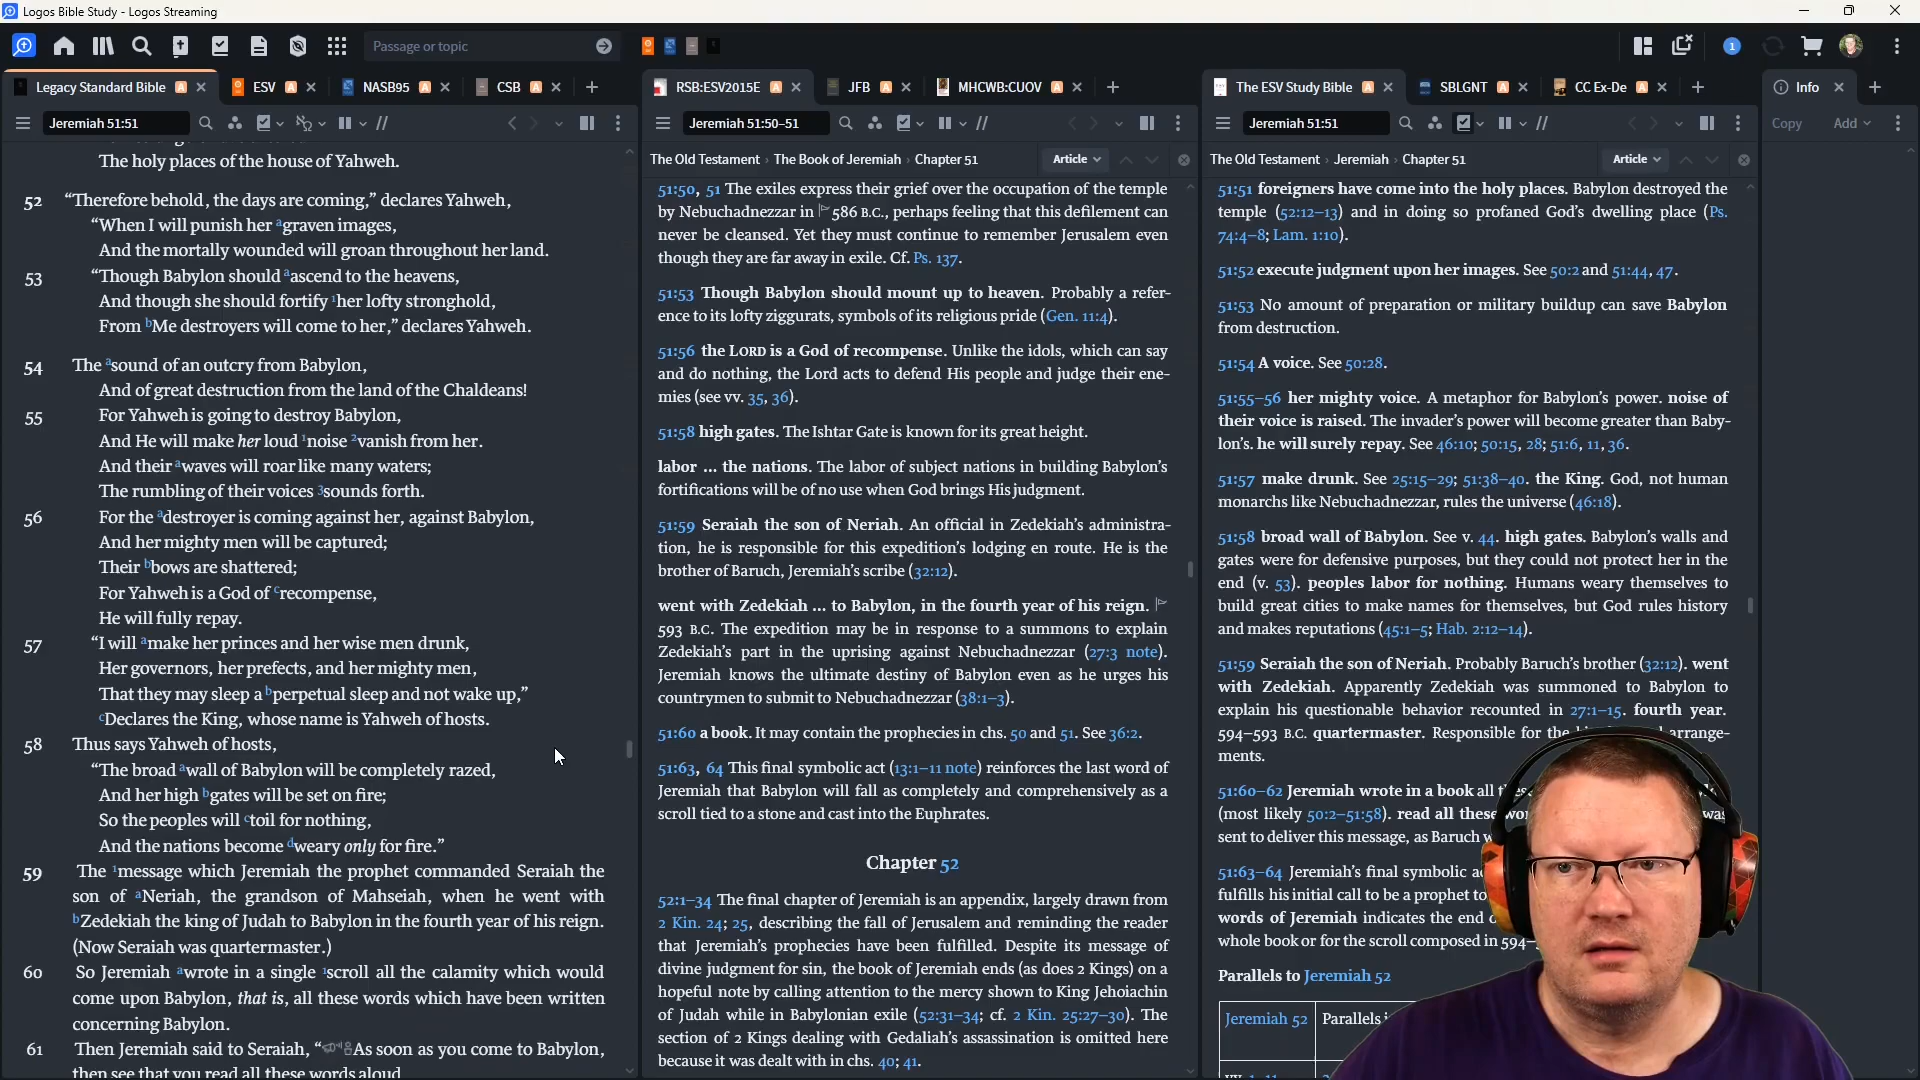 Logos Bible Study - Logos Streaming
Passage or topic
1
Legacy Standard Bible A
ESV A
NASB95 A
CSB A
RSB:ESV2015E A
JFB A
MHCWB:CUOV A
The ESV Study Bible A
SBLGNT A
CC Ex-De A
Info
Jeremiah 51:51
Jeremiah 51:50–51
Jeremiah 51:51
Copy
Add
The holy places of the house of Yahweh.
52 “Therefore behold, the days are coming,” declares Yahweh,
“When I will punish her agraven images,
And the mortally wounded will groan throughout her land.
53 “Though Babylon should aascend to the heavens,
And though she should fortify 1her lofty stronghold,
From bMe destroyers will come to her,” declares Yahweh.
54 The asound of an outcry from Babylon,
And of great destruction from the land of the Chaldeans!
55 For Yahweh is going to destroy Babylon,
And He will make her loud 1noise 2vanish from her.
And their awaves will roar like many waters;
The rumbling of their voices 3sounds forth.
56 For the adestroyer is coming against her, against Babylon,
And her mighty men will be captured;
Their bbows are shattered;
For Yahweh is a God of crecompense,
He will fully repay.
57 “I will amake her princes and her wise men drunk,
Her governors, her prefects, and her mighty men,
That they may sleep a bperpetual sleep and not wake up,”
cDeclares the King, whose name is Yahweh of hosts.
58 Thus says Yahweh of hosts,
“The broad awall of Babylon will be completely razed,
And her high bgates will be set on fire;
So the peoples will ctoil for nothing,
And the nations become dweary only for fire.”
59 The 1message which Jeremiah the prophet commanded Seraiah the
son of aNeriah, the grandson of Mahseiah, when he went with
bZedekiah the king of Judah to Babylon in the fourth year of his reign.
(Now Seraiah was quartermaster.)
60 So Jeremiah awrote in a single 1scroll all the calamity which would
come upon Babylon, that is, all these words which have been written
concerning Babylon.
61 Then Jeremiah said to Seraiah, “As soon as you come to Babylon,
then see that you read all these words aloud
The Old Testament › The Book of Jeremiah › Chapter 51
Article
51:50, 51 The exiles express their grief over the occupation of the temple
by Nebuchadnezzar in 586 B.C., perhaps feeling that this defilement can
never be cleansed. Yet they must continue to remember Jerusalem even
though they are far away in exile. Cf. Ps. 137.
51:53 Though Babylon should mount up to heaven. Probably a refer-
ence to its lofty ziggurats, symbols of its religious pride (Gen. 11:4).
51:56 the LORD is a God of recompense. Unlike the idols, which can say
and do nothing, the Lord acts to defend His people and judge their ene-
mies (see vv. 35, 36).
51:58 high gates. The Ishtar Gate is known for its great height.
labor ... the nations. The labor of subject nations in building Babylon’s
fortifications will be of no use when God brings His judgment.
51:59 Seraiah the son of Neriah. An official in Zedekiah’s administra-
tion, he is responsible for this expedition’s lodging en route. He is the
brother of Baruch, Jeremiah’s scribe (32:12).
went with Zedekiah ... to Babylon, in the fourth year of his reign.
593 B.C. The expedition may be in response to a summons to explain
Zedekiah’s part in the uprising against Nebuchadnezzar (27:3 note).
Jeremiah knows the ultimate destiny of Babylon even as he urges his
countrymen to submit to Nebuchadnezzar (38:1–3).
51:60 a book. It may contain the prophecies in chs. 50 and 51. See 36:2.
51:63, 64 This final symbolic act (13:1–11 note) reinforces the last word of
Jeremiah that Babylon will fall as completely and comprehensively as a
scroll tied to a stone and cast into the Euphrates.
Chapter 52
52:1–34 The final chapter of Jeremiah is an appendix, largely drawn from
2 Kin. 24; 25, describing the fall of Jerusalem and reminding the reader
that Jeremiah’s prophecies have been fulfilled. Despite its message of
divine judgment for sin, the book of Jeremiah ends (as does 2 Kings) on a
hopeful note by calling attention to the mercy shown to King Jehoiachin
of Judah while in Babylonian exile (52:31–34; cf. 2 Kin. 25:27–30). The
section of 2 Kings dealing with Gedaliah’s assassination is omitted here
because it was dealt with in chs. 40; 41.
The Old Testament › Jeremiah › Chapter 51
Article
51:51 foreigners have come into the holy places. Babylon destroyed the
temple (52:12–13) and in doing so profaned God’s dwelling place (Ps.
74:4–8; Lam. 1:10).
51:52 execute judgment upon her images. See 50:2 and 51:44, 47.
51:53 No amount of preparation or military buildup can save Babylon
from destruction.
51:54 A voice. See 50:28.
51:55–56 her mighty voice. A metaphor for Babylon’s power. noise of
their voice is raised. The invader’s power will become greater than Baby-
lon’s. he will surely repay. See 46:10; 50:15, 28; 51:6, 11, 36.
51:57 make drunk. See 25:15–29; 51:38–40. the King. God, not human
monarchs like Nebuchadnezzar, rules the universe (46:18).
51:58 broad wall of Babylon. See v. 44. high gates. Babylon’s walls and
gates were for defensive purposes, but they could not protect her in the
end (v. 53). peoples labor for nothing. Humans weary themselves to
build great cities to make names for themselves, but God rules history
and makes reputations (45:1–5; Hab. 2:12–14).
51:59 Seraiah the son of Neriah. Probably Baruch’s brother (32:12). went
with Zedekiah. Apparently Zedekiah was summoned to Babylon to
explain his questionable behavior recounted in 27:1–15. fourth year.
594–593 B.C. quartermaster. Responsible for the arrange-
ments.
51:60–62 Jeremiah wrote in a book all
(most likely 50:2–51:58). read all these was
sent to deliver this message, as Baruch
51:63–64 Jeremiah’s final symbolic
fulfills his initial call to be a prophet to
words of Jeremiah indicates the end
whole book or for the scroll composed in 594–
Parallels to Jeremiah 52
Jeremiah 52 Parallels